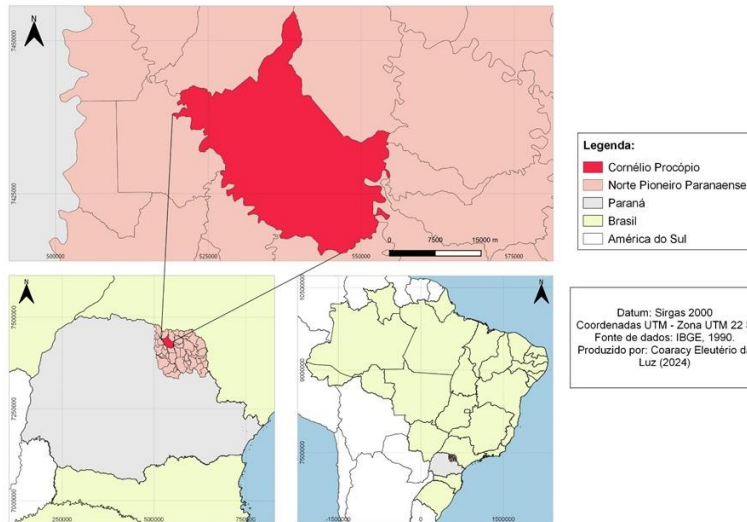 N
7450000
7425000
500000
525000
550000
575000
0
7500
15000 m
Legenda:
Cornélio Procópio
Norte Pioneiro Paranaense
Paraná
Brasil
América do Sul
N
7500000
7250000
7000000
2500000
500000
N
10500000
9000000
7500000
-1500000
0
1500000
Datum: Sirgas 2000
Coordenadas UTM - Zona UTM 22
Fonte de dados: IBGE, 1990.
Produzido por: Coaracy Eleutério da
Luz (2024)